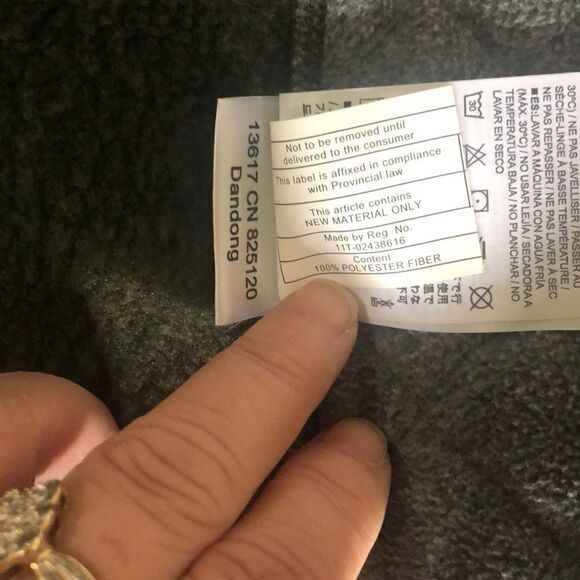 Not to be removed until
delivered to the consumer
This label is affixed in compliance
with Provincial law
This article contains
NEW MATERIAL ONLY
Made by Reg. No.
11T-02438616
Content
100% POLYESTER FIBER
13617 CN 825120
Dandong
30
30ºC) / NE PAS JAVELLISER / PASSER AU
SÈCH-LINGE À BASSE TEMPÉRATURE /
NE PAS REPASSER / NE PAS LAVER À SEC
■ES:LAVAR A MÁQUINA CON AGUA FRÍA
(MÁX. 30ºC) / NO USAR LEJÍA / SECADORA A
TEMPERATURA BAJA / NO PLANCHAR / NO
LAVAR EN SECO